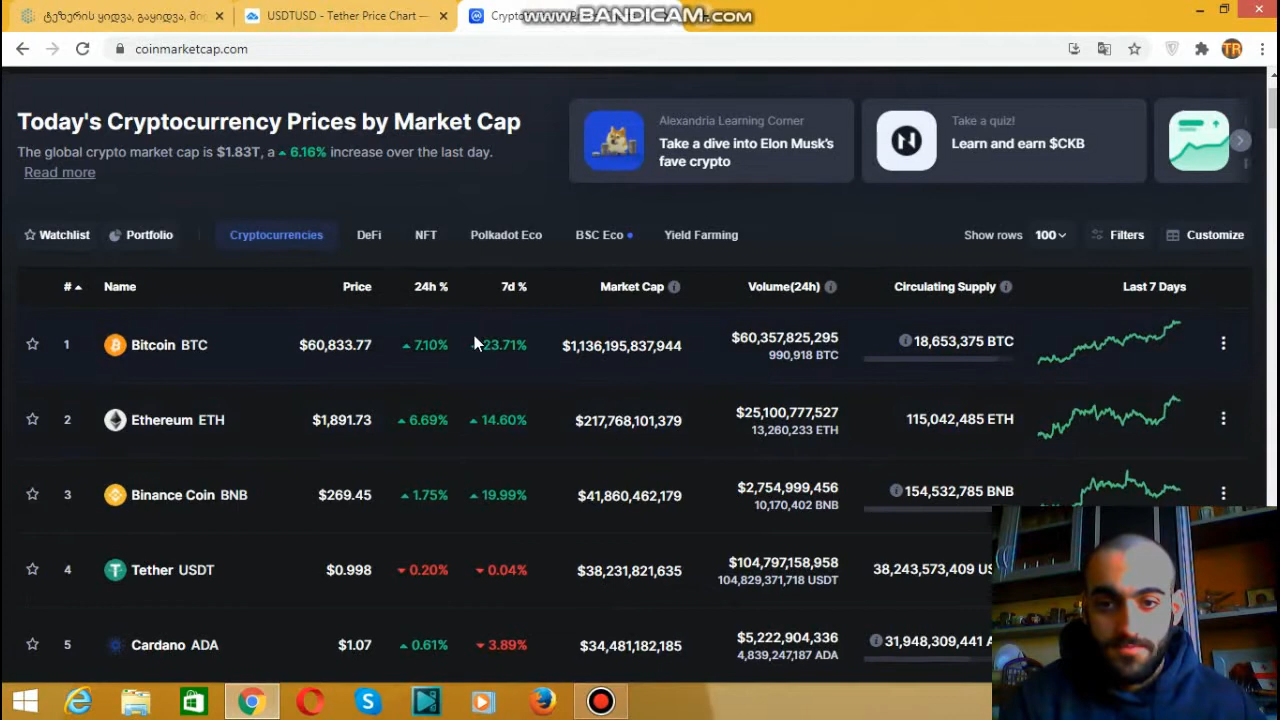 ტეზერის ყიდვა, გაყიდვა, მი
USDTUSD - Tether Price Chart —
Crypto
WWW.BANDICAM.COM
coinmarketcap.com
TR
Today's Cryptocurrency Prices by Market Cap
The global crypto market cap is $1.83T, a 6.16% increase over the last day.
Read more
Alexandria Learning Corner
Take a dive into Elon Musk's
fave crypto
Take a quiz!
Learn and earn $CKB
Watchlist Portfolio Cryptocurrencies DeFi NFT Polkadot Eco BSC Eco Yield Farming Show rows 100 Filters Customize
# Name Price 24h % 7d % Market Cap Volume(24h) Circulating Supply Last 7 Days
1 Bitcoin BTC $60,833.77 7.10% 23.71% $1,136,195,837,944 $60,357,825,295 18,653,375 BTC
990,918 BTC
2 Ethereum ETH $1,891.73 6.69% 14.60% $217,768,101,379 $25,100,777,527 115,042,485 ETH
13,260,233 ETH
3 Binance Coin BNB $269.45 1.75% 19.99% $41,860,462,179 $2,754,999,456 154,532,785 BNB
10,170,402 BNB
4 Tether USDT $0.998 0.20% 0.04% $38,231,821,635 $104,797,158,958 38,243,573,409 US
104,829,371,718 USDT
5 Cardano ADA $1.07 0.61% 3.89% $34,481,182,185 $5,222,904,336 31,948,309,441 A
4,839,247,187 ADA